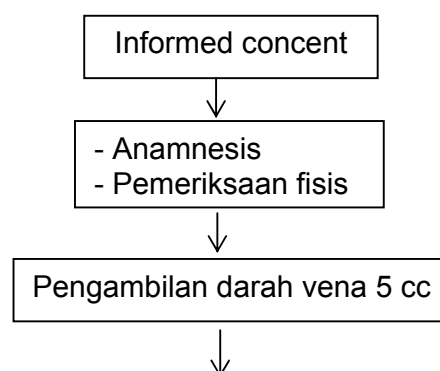 Informed concent
- Anamnesis
- Pemeriksaan fisis
Pengambilan darah vena 5 cc